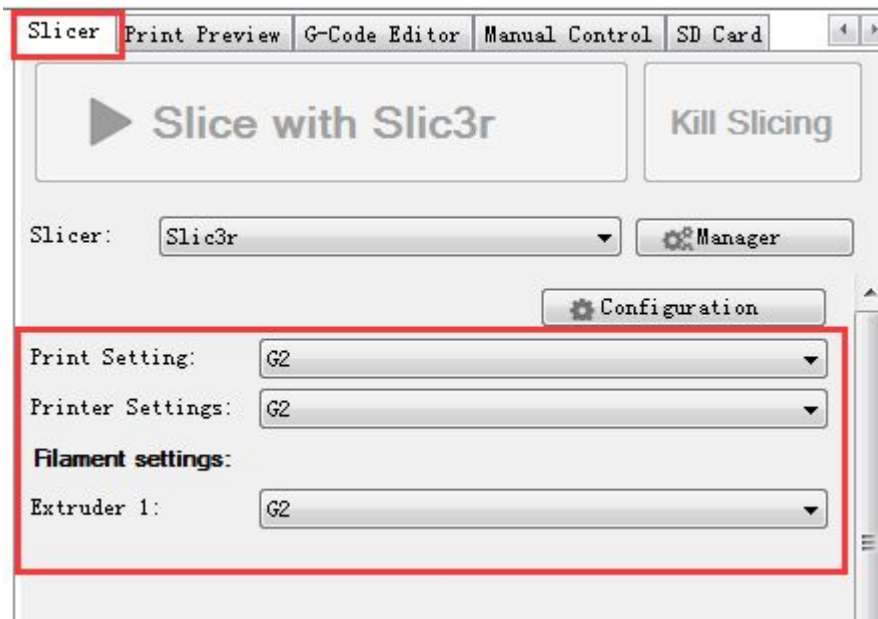 Slicer Print Preview G-Code Editor Manual Control SD Card
Slice with Slic3r Kill Slicing
Slicer: Slic3r Manager
Configuration
Print Setting: G2
Printer Settings: G2
Filament settings:
Extruder 1: G2